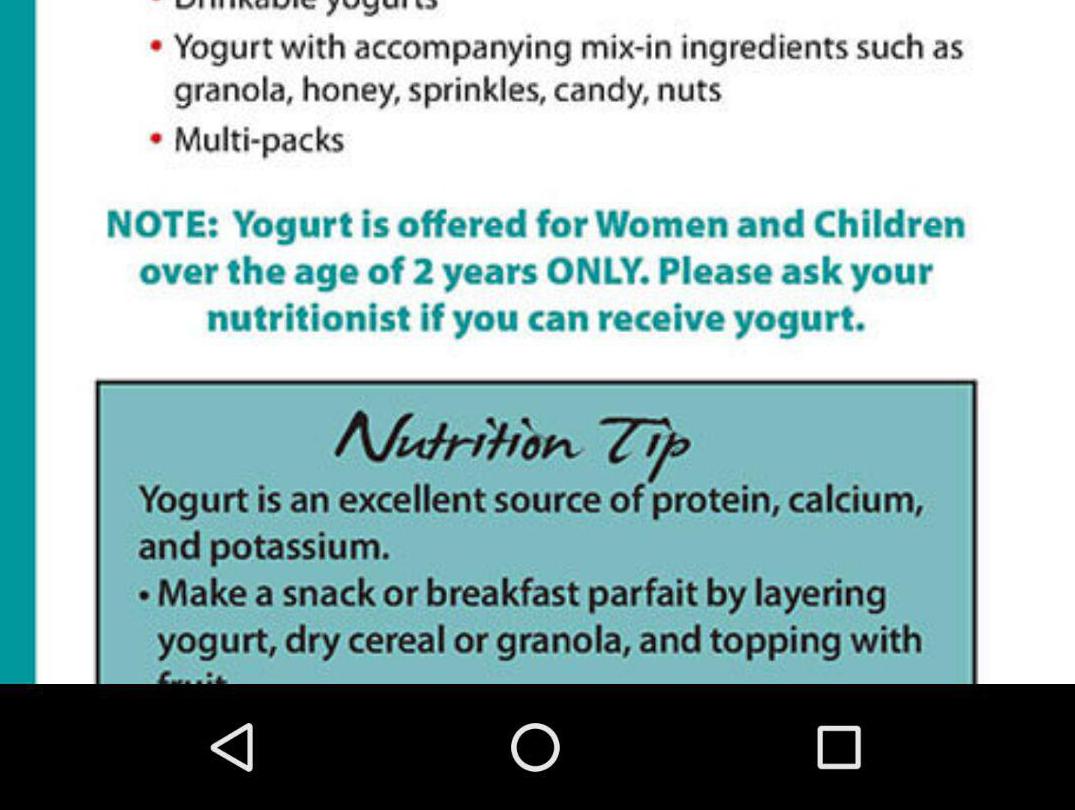 • Drinkable yogurts
• Yogurt with accompanying mix-in ingredients such as
granola, honey, sprinkles, candy, nuts
• Multi-packs
NOTE: Yogurt is offered for Women and Children
over the age of 2 years ONLY. Please ask your
nutritionist if you can receive yogurt.
Nutrition Tip
Yogurt is an excellent source of protein, calcium,
and potassium.
• Make a snack or breakfast parfait by layering
yogurt, dry cereal or granola, and topping with
fruit